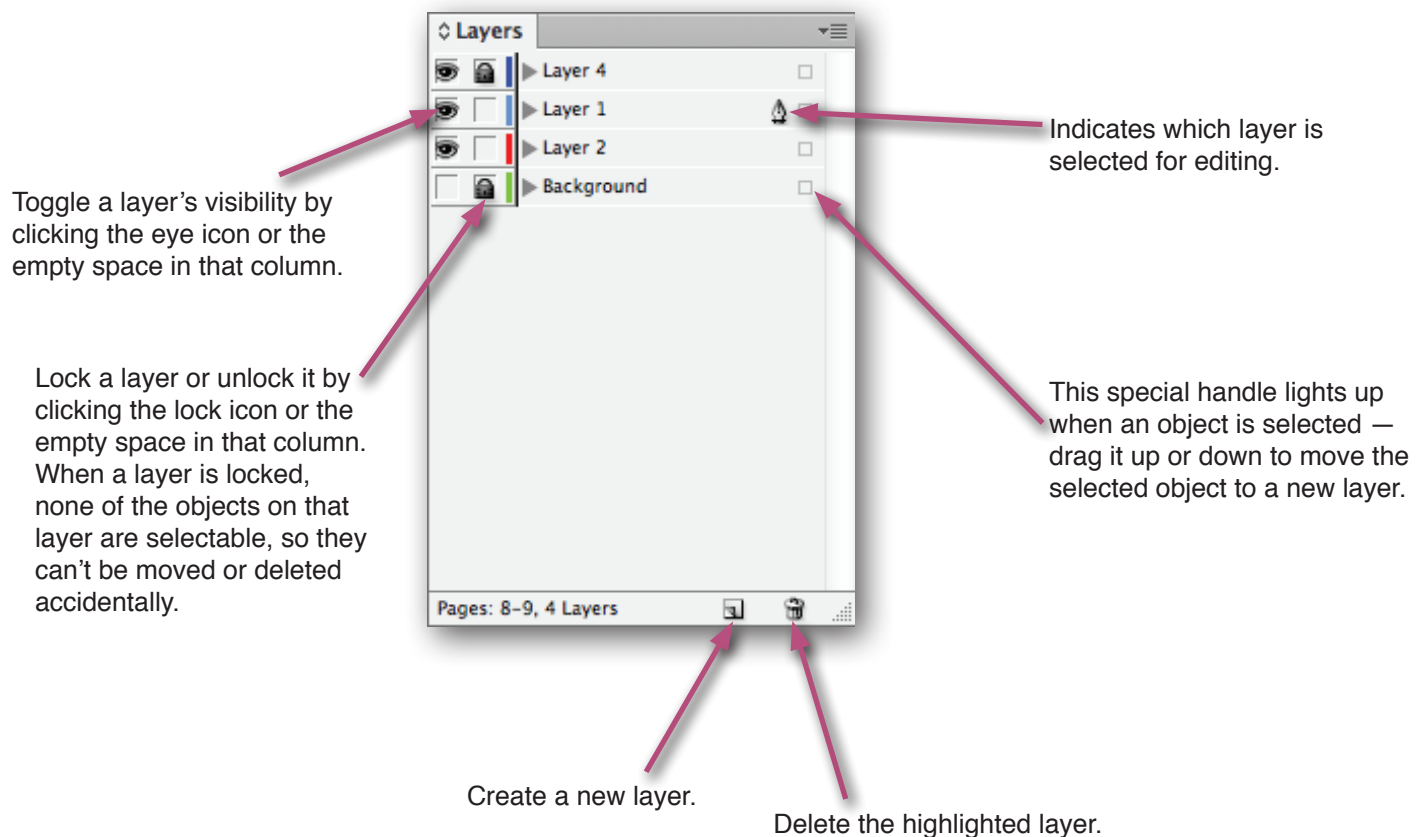 Layers
Layer 4
Layer 1
Layer 2
Background
Indicates which layer is
selected for editing.
Toggle a layer’s visibility by
clicking the eye icon or the
empty space in that column.
Lock a layer or unlock it by
clicking the lock icon or the
empty space in that column.
When a layer is locked,
none of the objects on that
layer are selectable, so they
can’t be moved or deleted
accidentally.
This special handle lights up
when an object is selected —
drag it up or down to move the
selected object to a new layer.
Pages: 8–9, 4 Layers
Create a new layer.
Delete the highlighted layer.